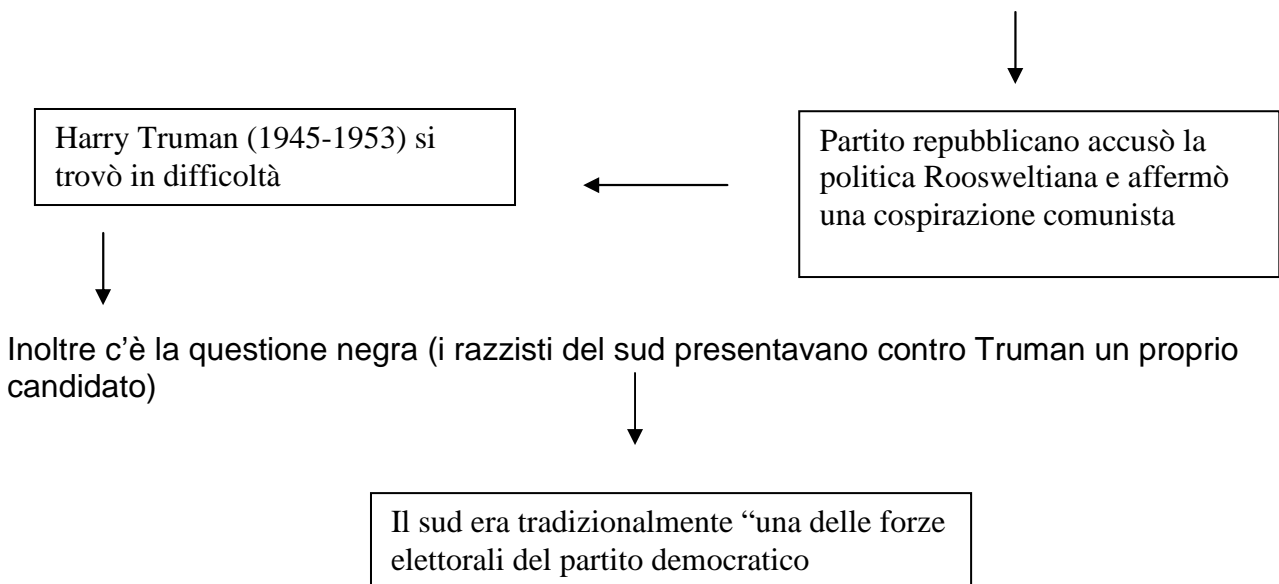 Partito repubblicano accusò la
politica Roosweltiana e affermò
una cospirazione comunista
Harry Truman (1945-1953) si
trovò in difficoltà
Inoltre c'è la questione negra (i razzisti del sud presentavano contro Truman un proprio
candidato)
Il sud era tradizionalmente “una delle forze
elettorali del partito democratico